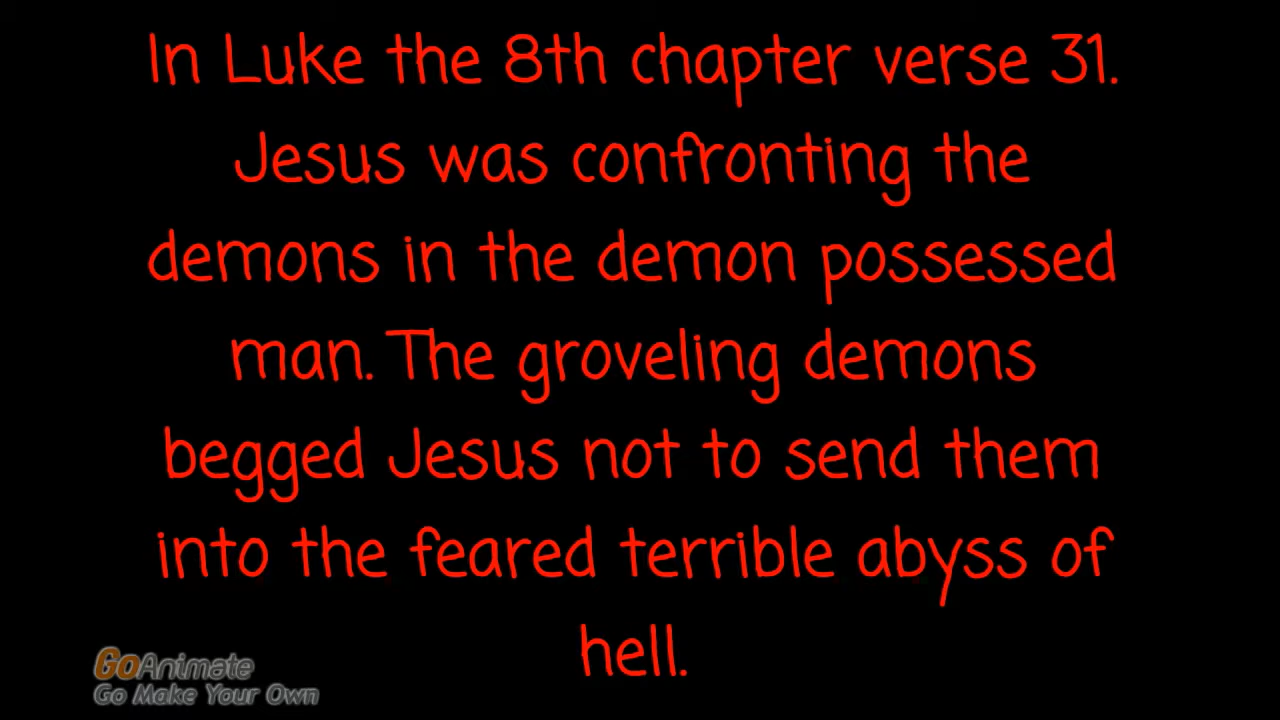 In Luke the 8th chapter verse 31.
Jesus was confronting the
demons in the demon possessed
man. The groveling demons
begged Jesus not to send them
into the feared terrible abyss of
hell.
GoAnimate
Go Make Your Own